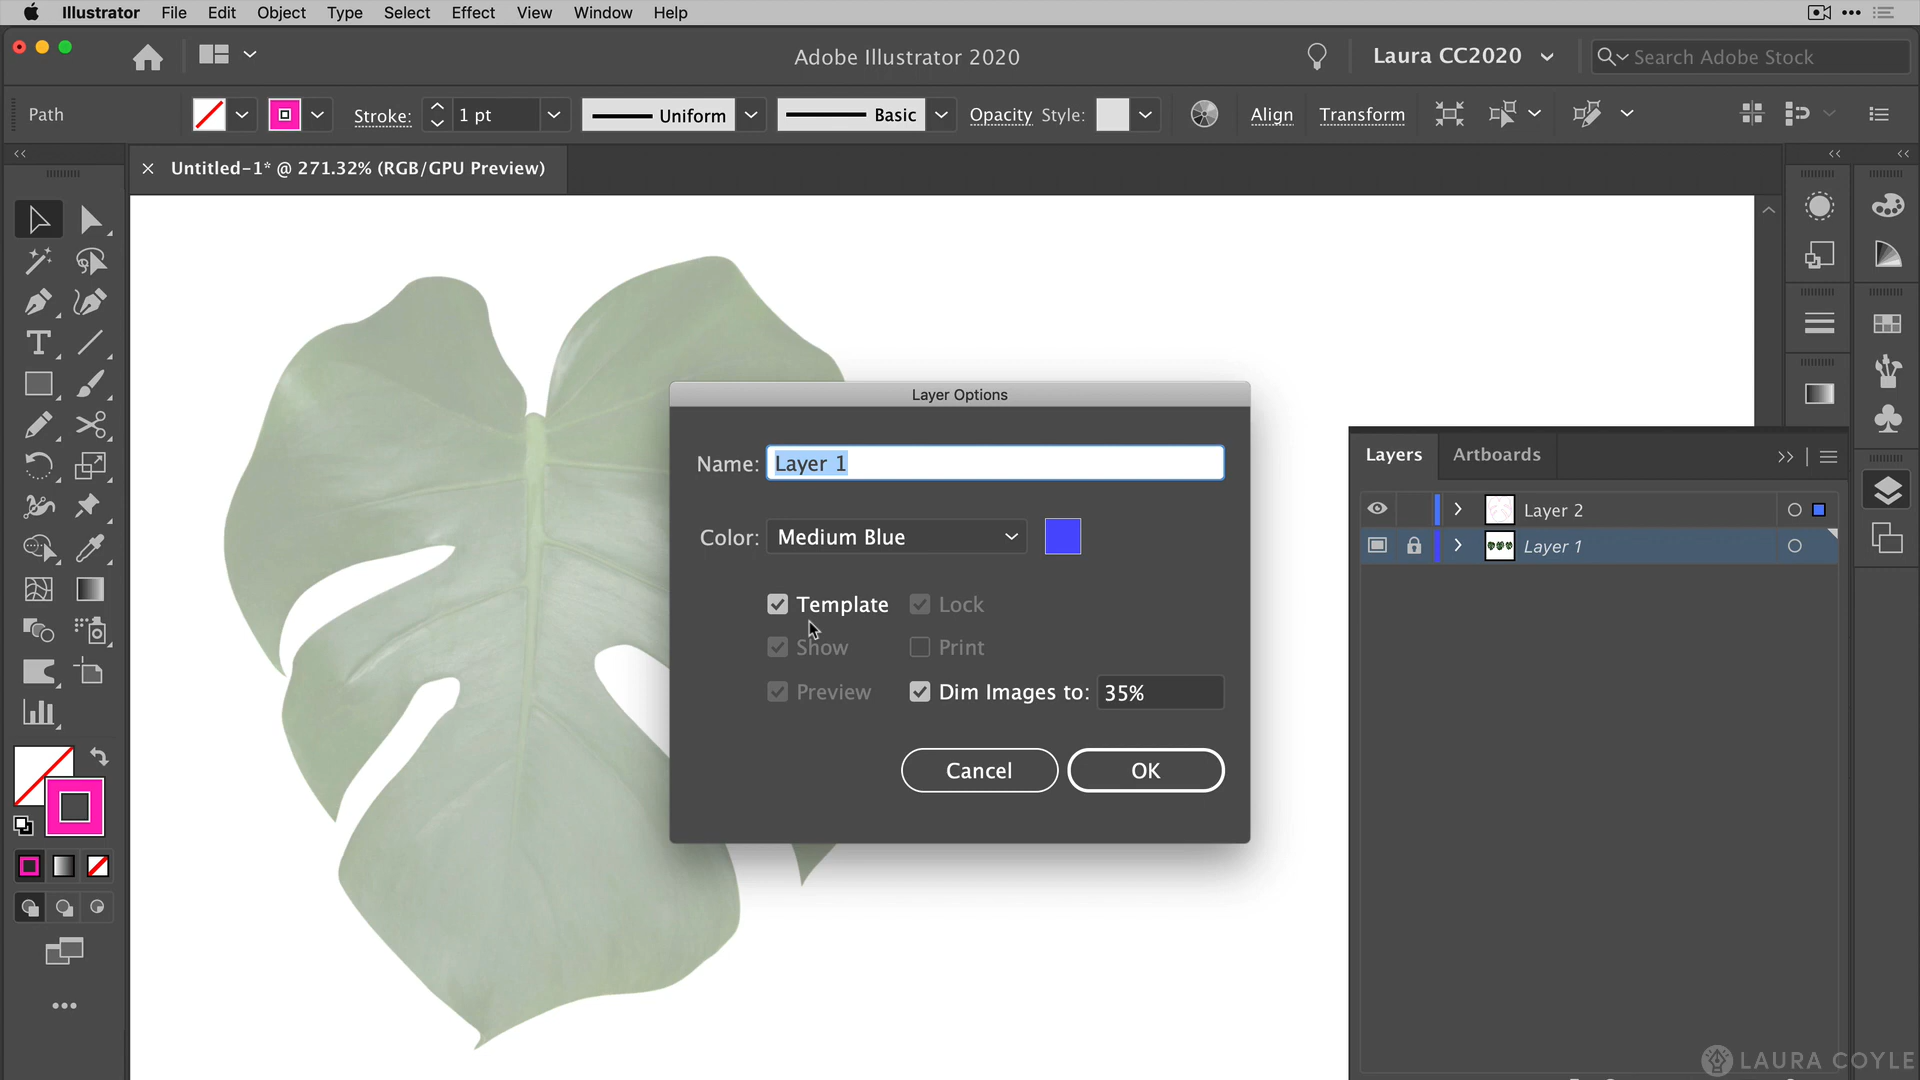 Illustrator File Edit Object Type Select Effect View Window Help
Adobe Illustrator 2020
Laura CC2020
Search Adobe Stock
Path
Stroke:
1 pt
Uniform
Basic
Opacity
Style:
Align
Transform
Untitled-1* @ 271.32% (RGB/GPU Preview)
Layer Options
Name:
Layer 1
Color:
Medium Blue
Template
Lock
Show
Print
Preview
Dim Images to:
35%
Cancel
OK
Layers
Artboards
Layer 2
Layer 1
LAURA COYLE